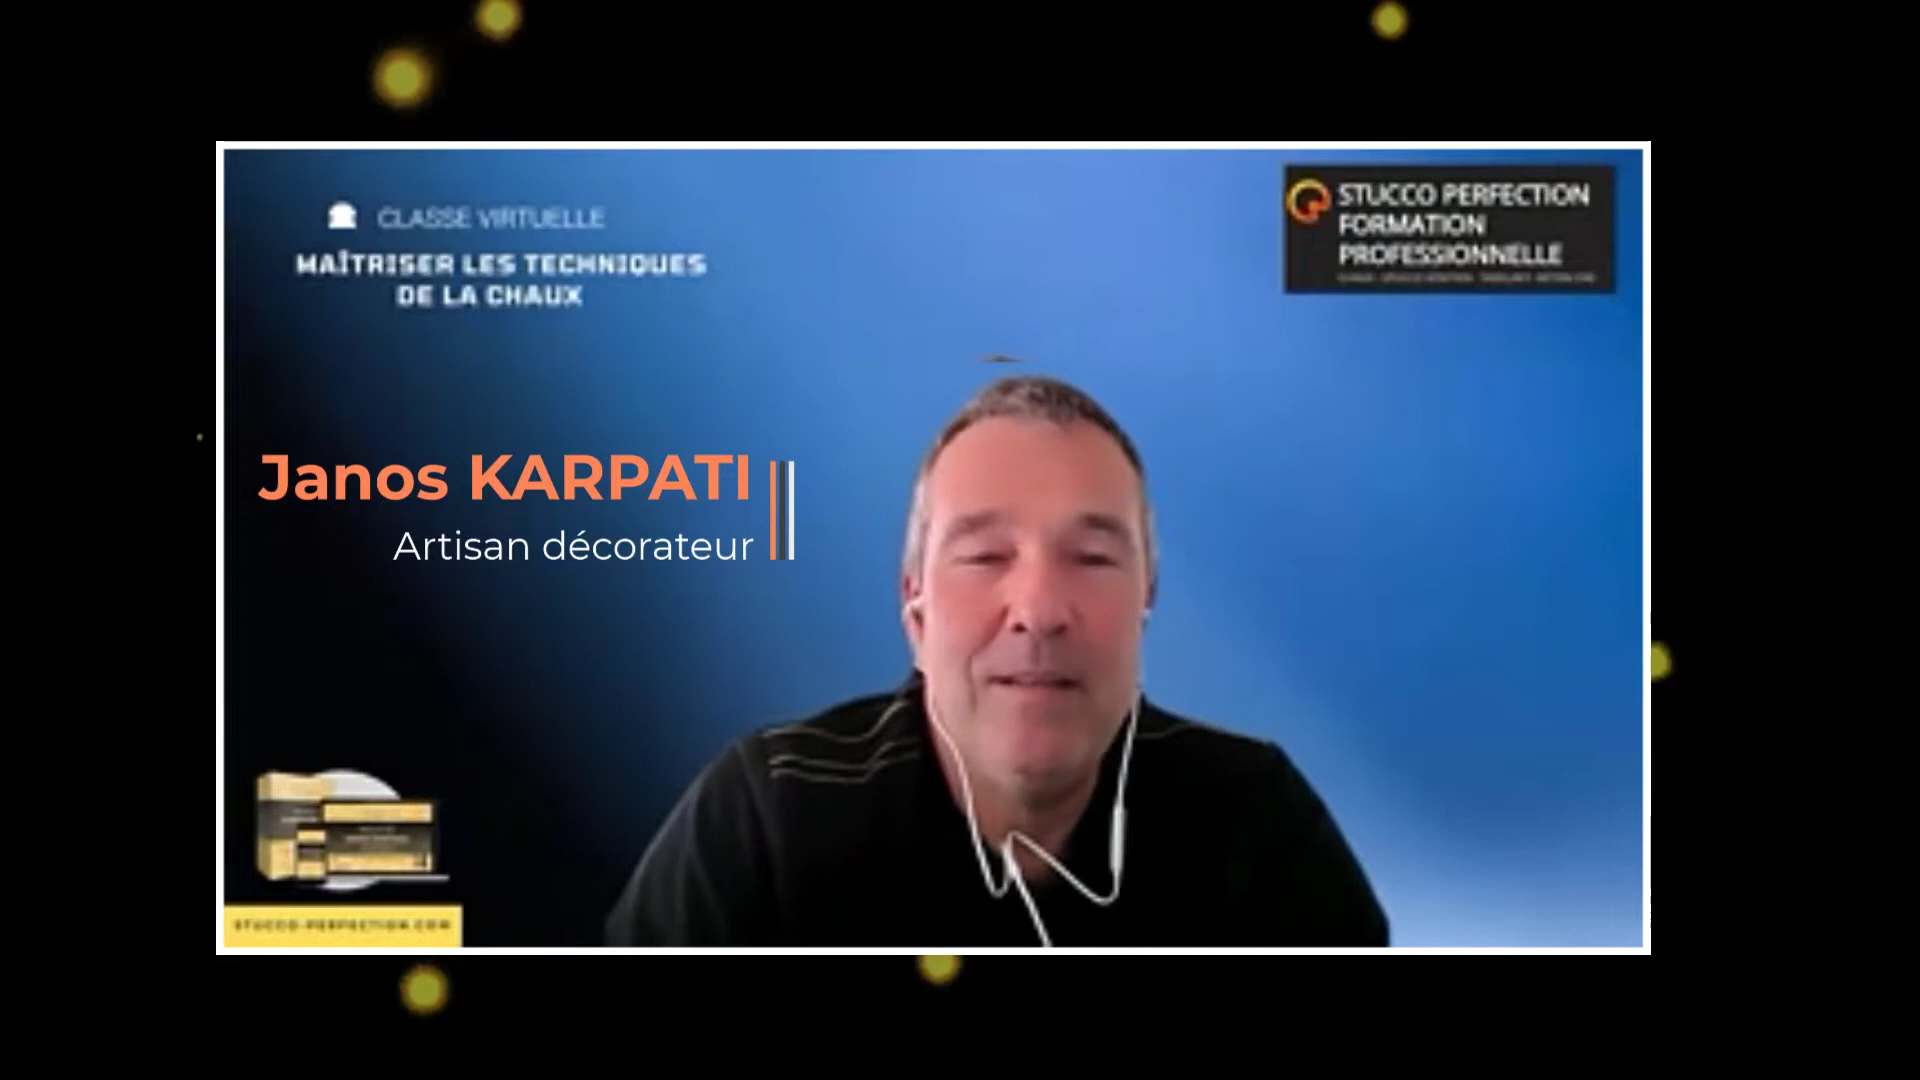 CLASSE VIRTUELLE
MAÎTRISER LES TECHNIQUES
DE LA CHAUX
STUCCO PERFECTION
FORMATION
PROFESSIONNELLE
Janos KARPATI
Artisan décorateur
STUCCO-PERFECTION.COM